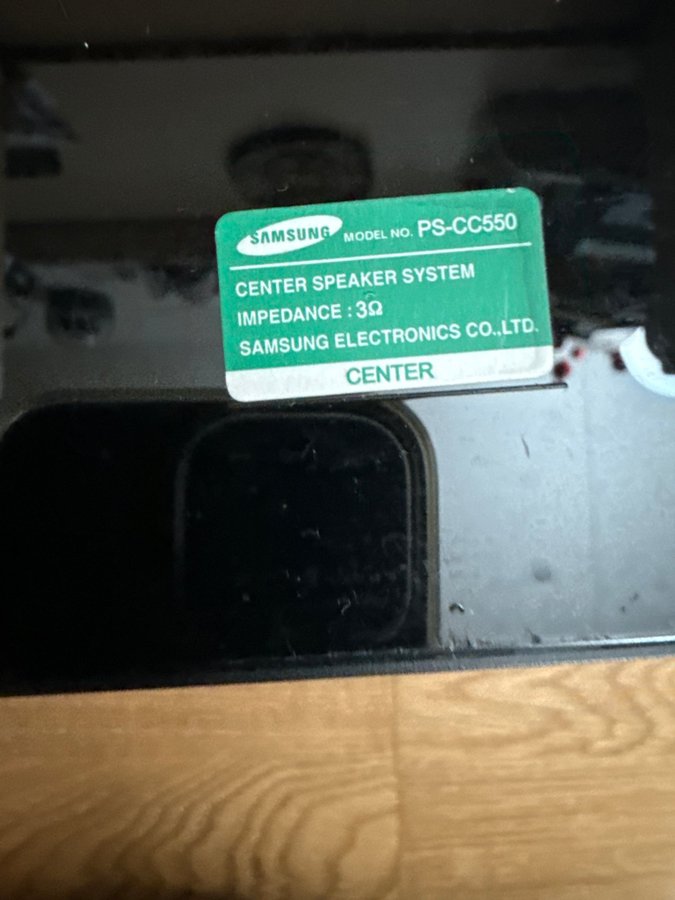 SAMSUNG MODEL NO. PS-CC550
CENTER SPEAKER SYSTEM
IMPEDANCE : 3Ω
SAMSUNG ELECTRONICS CO.,LTD.
CENTER